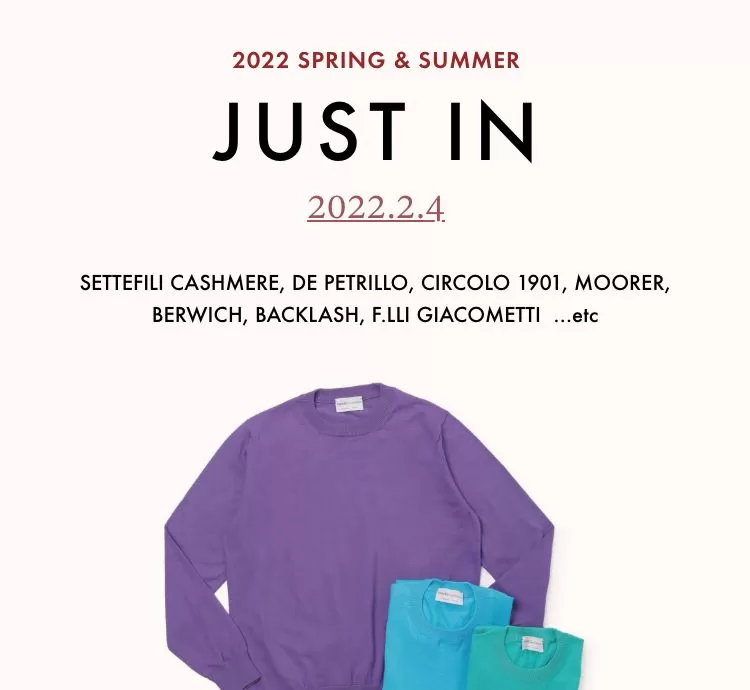 2022 SPRING & SUMMER
JUST IN
2022.2.4
SETTEFILI CASHMERE, DE PETRILLO, CIRCOLO 1901, MOORER,
BERWICH, BACKLASH, F.LLI GIACOMETTI ...etc